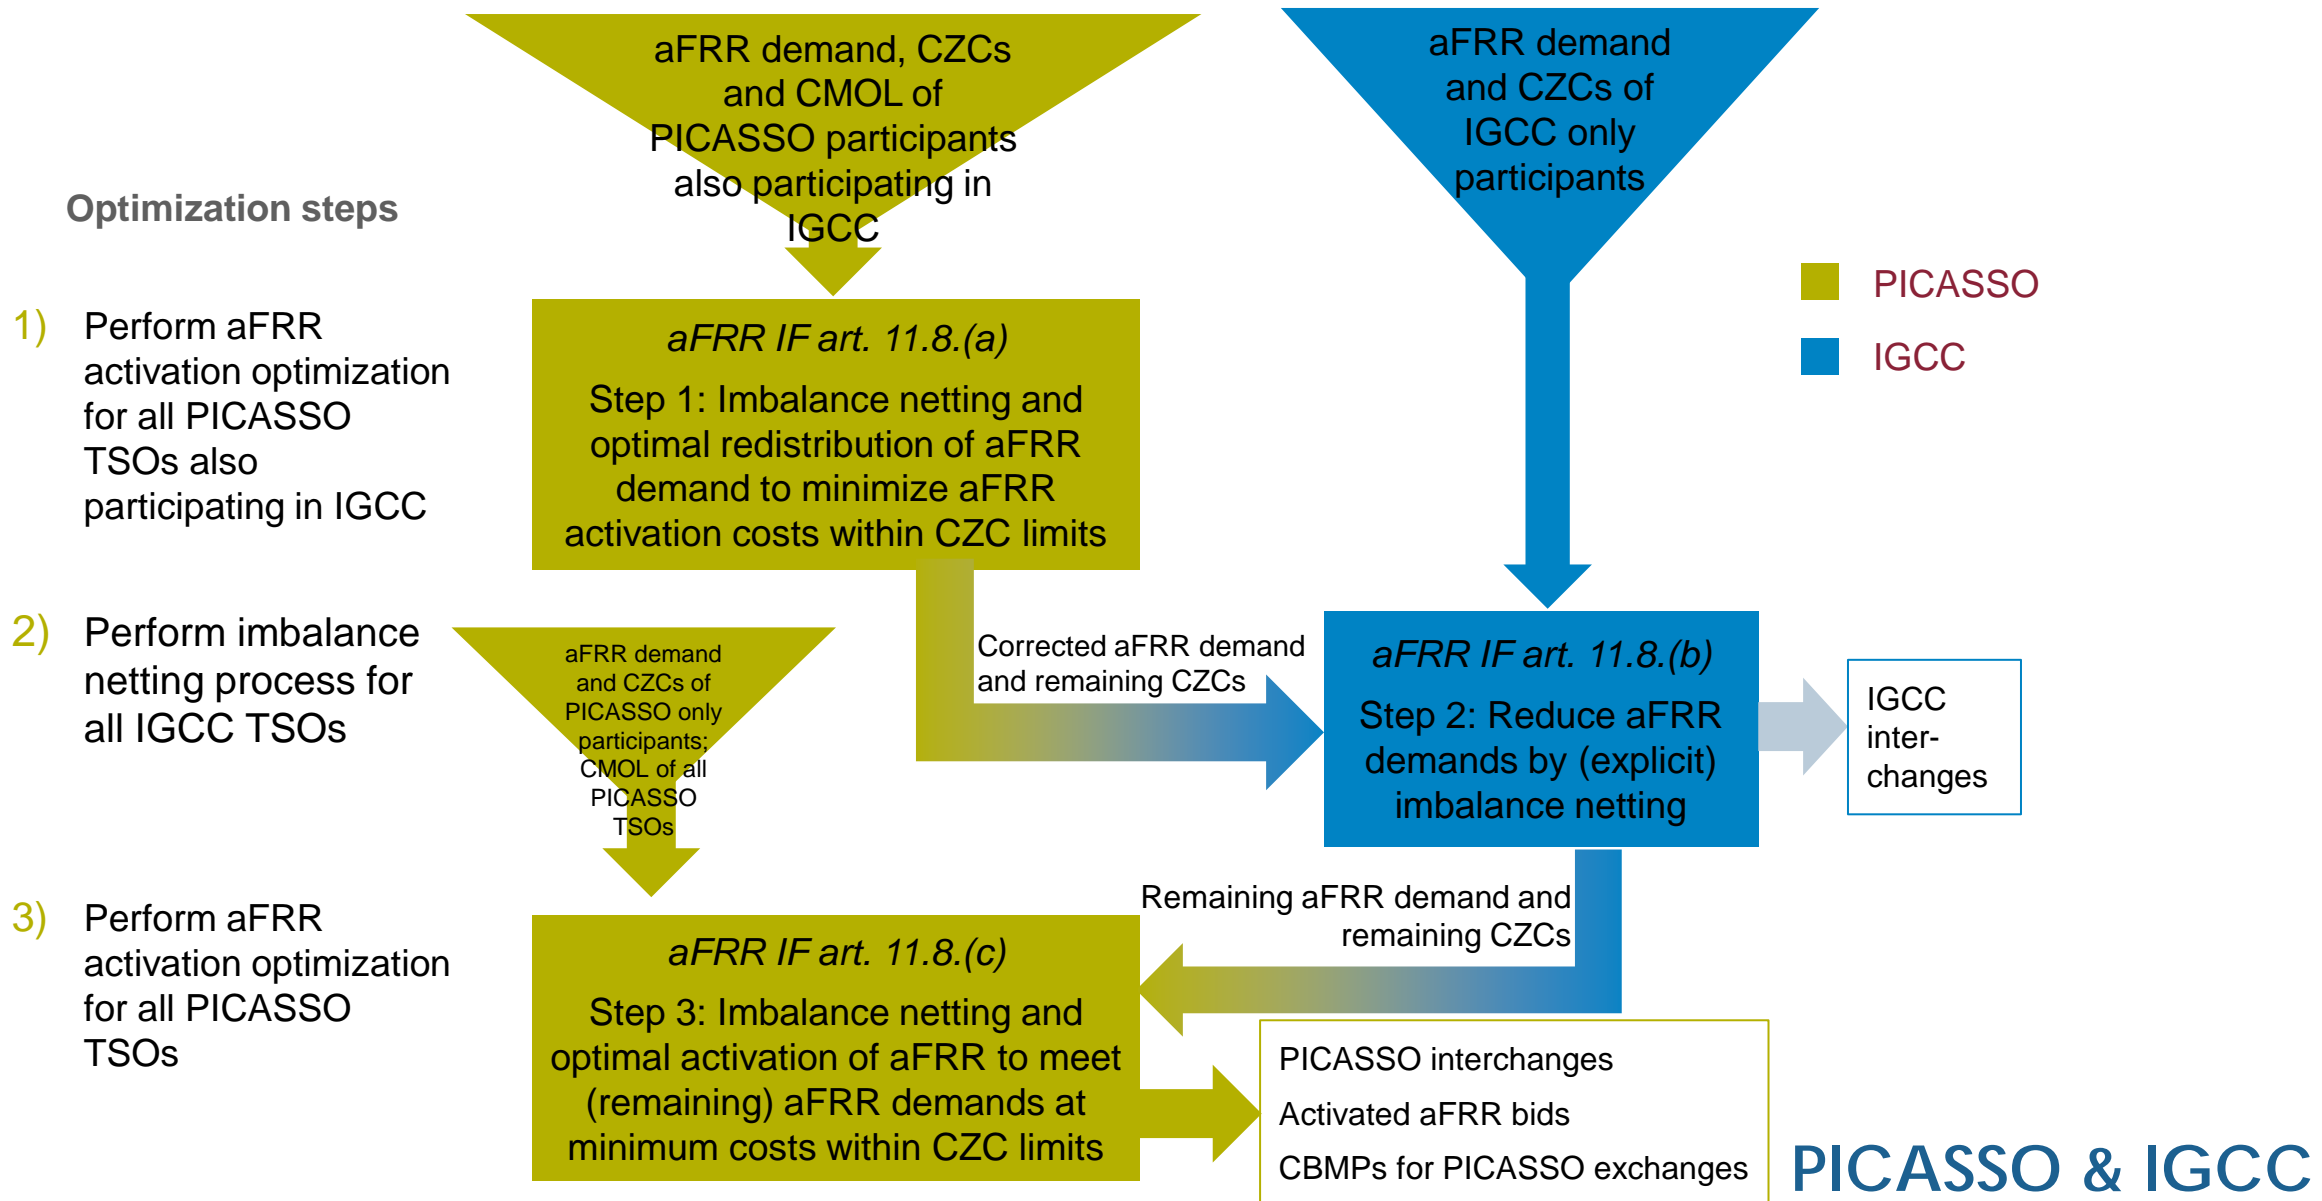 aFRR demand, CZCs
and CMOL of
PICASSO participants
also participating in
IGCC
aFRR demand
and CZCs of
IGCC only
participants
Optimization steps
PICASSO
IGCC
1) Perform aFRR
activation optimization
for all PICASSO
TSOs also
participating in IGCC
aFRR IF art. 11.8.(a)
Step 1: Imbalance netting and
optimal redistribution of aFRR
demand to minimize aFRR
activation costs within CZC limits
2) Perform imbalance
netting process for
all IGCC TSOs
aFRR demand
and CZCs of
PICASSO only
participants;
CMOL of all
PICASSO
TSOs
Corrected aFRR demand
and remaining CZCs
aFRR IF art. 11.8.(b)
Step 2: Reduce aFRR
demands by (explicit)
imbalance netting
IGCC
inter-
changes
Remaining aFRR demand and
remaining CZCs
3) Perform aFRR
activation optimization
for all PICASSO
TSOs
aFRR IF art. 11.8.(c)
Step 3: Imbalance netting and
optimal activation of aFRR to meet
(remaining) aFRR demands at
minimum costs within CZC limits
PICASSO interchanges
Activated aFRR bids
CBMPs for PICASSO exchanges
PICASSO & IGCC